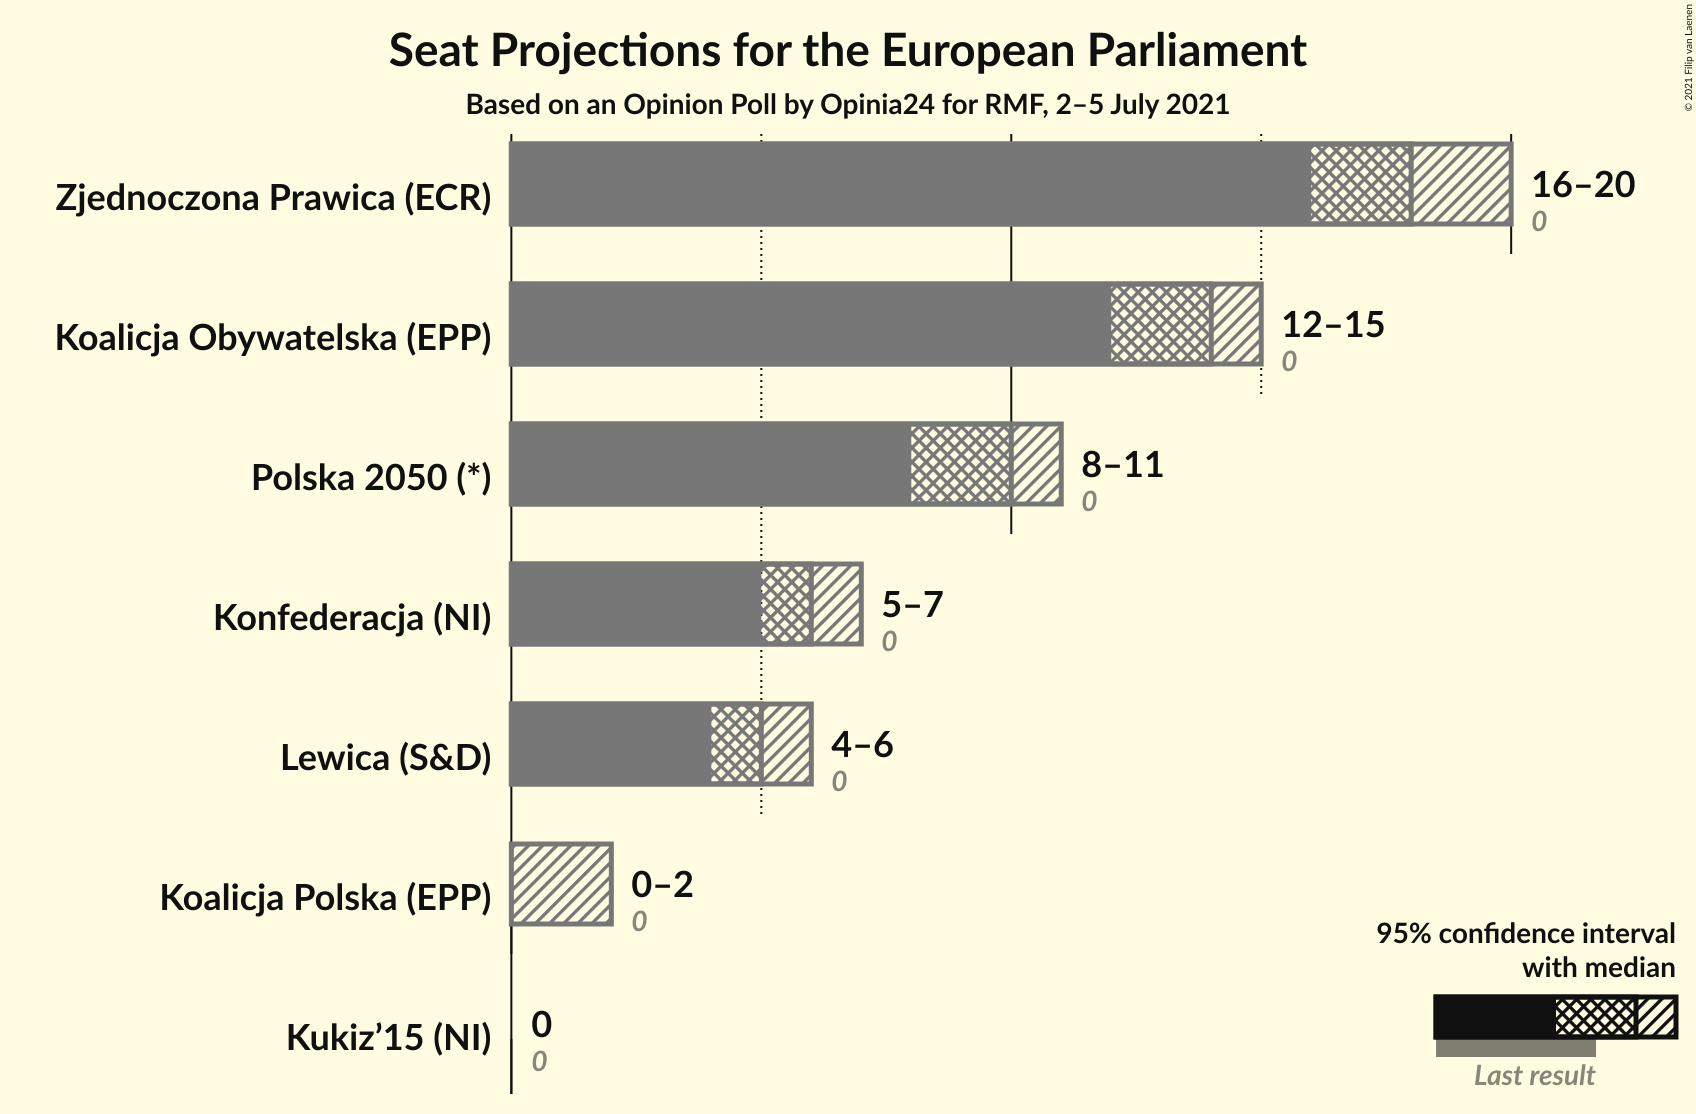 Seat Projections for the European Parliament
Based on an Opinion Poll by Opinia24 for RMF, 2–5 July 2021
© 2021 Filip van Laenen
Zjednoczona Prawica (ECR)
16–20
0
Koalicja Obywatelska (EPP)
12–15
0
Polska 2050 (*)
8–11
0
Konfederacja (NI)
5–7
0
Lewica (S&D)
4–6
0
Koalicja Polska (EPP)
0–2
0
Kukiz’15 (NI)
0
0
95% confidence interval
with median
Last result